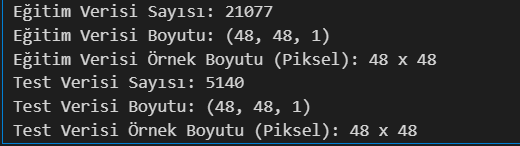 Eğitim Verisi Sayısı: 21077
Eğitim Verisi Boyutu: (48, 48, 1)
Eğitim Verisi Örnek Boyutu (Piksel): 48 x 48
Test Verisi Sayısı: 5140
Test Verisi Boyutu: (48, 48, 1)
Test Verisi Örnek Boyutu (Piksel): 48 x 48